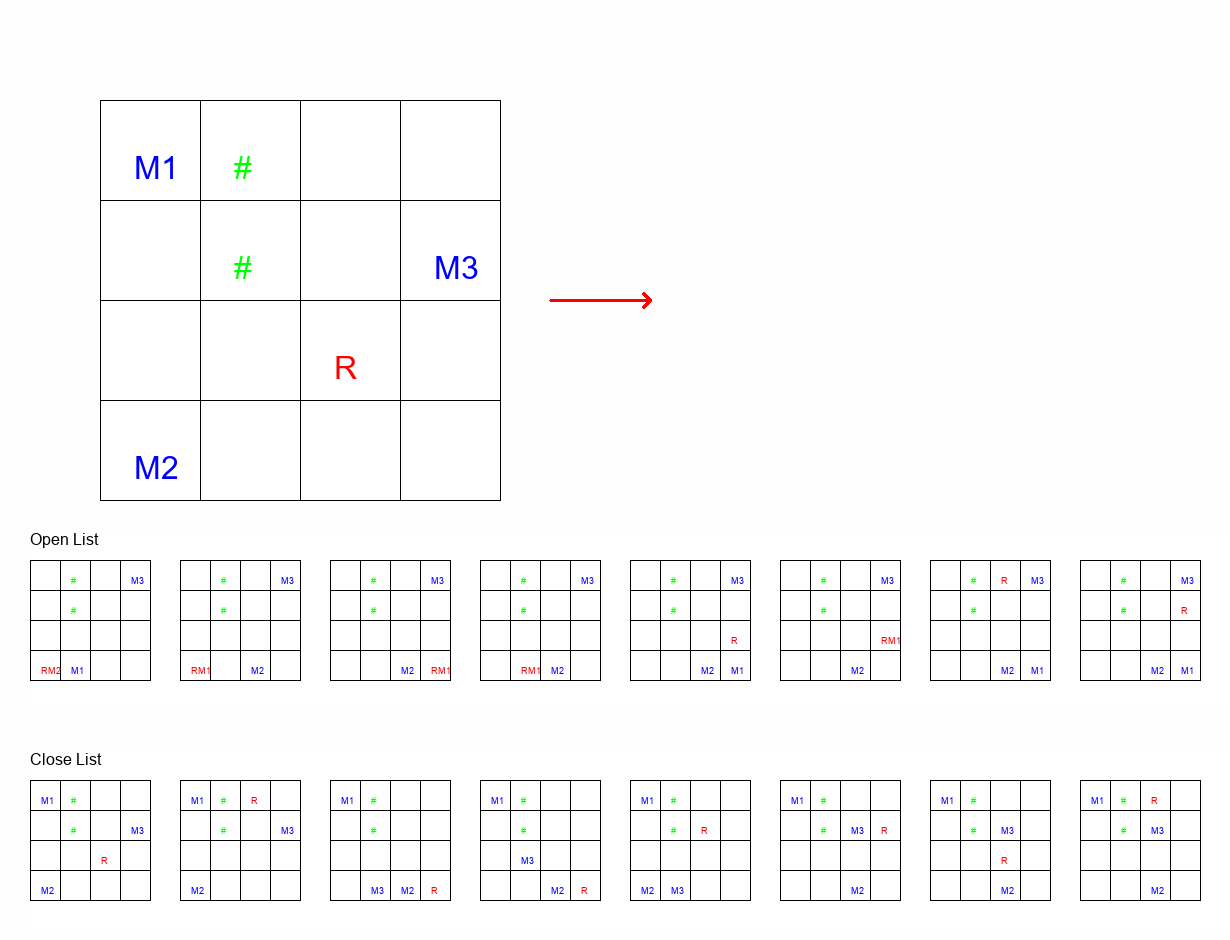 M1 #
# M3
R
M2
Open List
# M3 # M3 # M3 # M3 # M3 # M3 # R M3 # M3
# # # # # # # # R
R RM1
RM2 M1 RM1 M2 M2 RM1 RM1 M2 M2 M1 M2 M2 M1 M2 M1
Close List
M1 # M1 # R M1 # M1 # M1 # M1 # M1 # M1 # R
# M3 # M3 # # # R # M3 R # M3 # M3
R M3 R
M2 M2 M3 M2 R M2 R M2 M3 M2 M2 M2